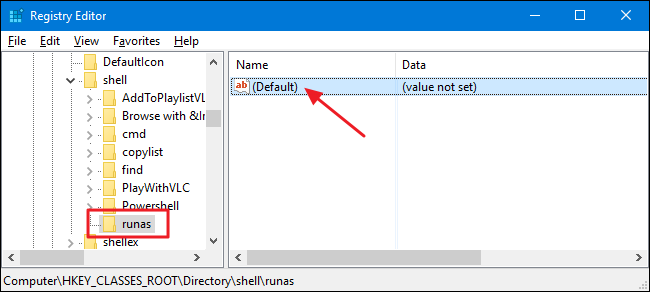 Registry Editor
File Edit View Favorites Help
DefaultIcon
shell
AddToPlaylistVL
Browse with &In
cmd
copylist
find
PlayWithVLC
Powershell
runas
shellex
Name Data
ab (Default) (value not set)
Computer\HKEY_CLASSES_ROOT\Directory\shell\runas